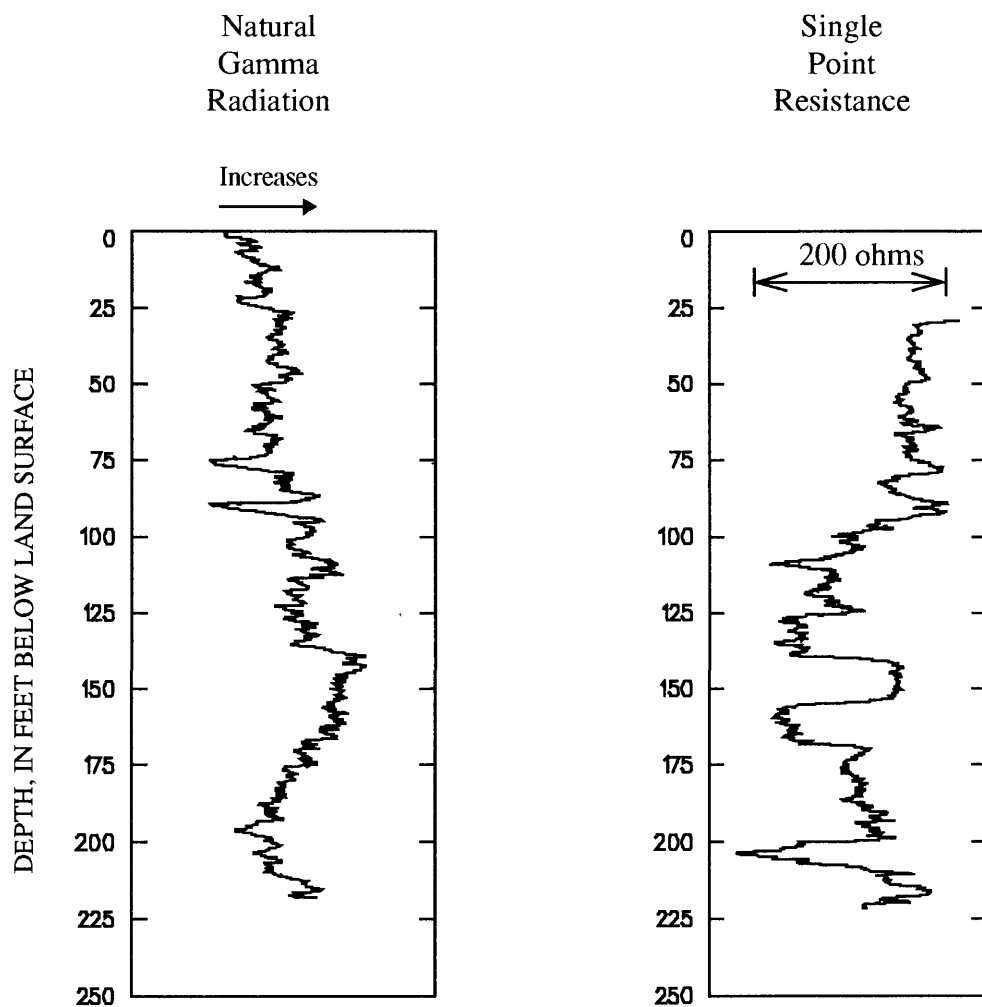 Natural
Gamma
Radiation
Increases
0
25
50
75
100
125
150
175
200
225
250
DEPTH, IN FEET BELOW LAND SURFACE
Single
Point
Resistance
200 ohms
0
25
50
75
100
125
150
175
200
225
250